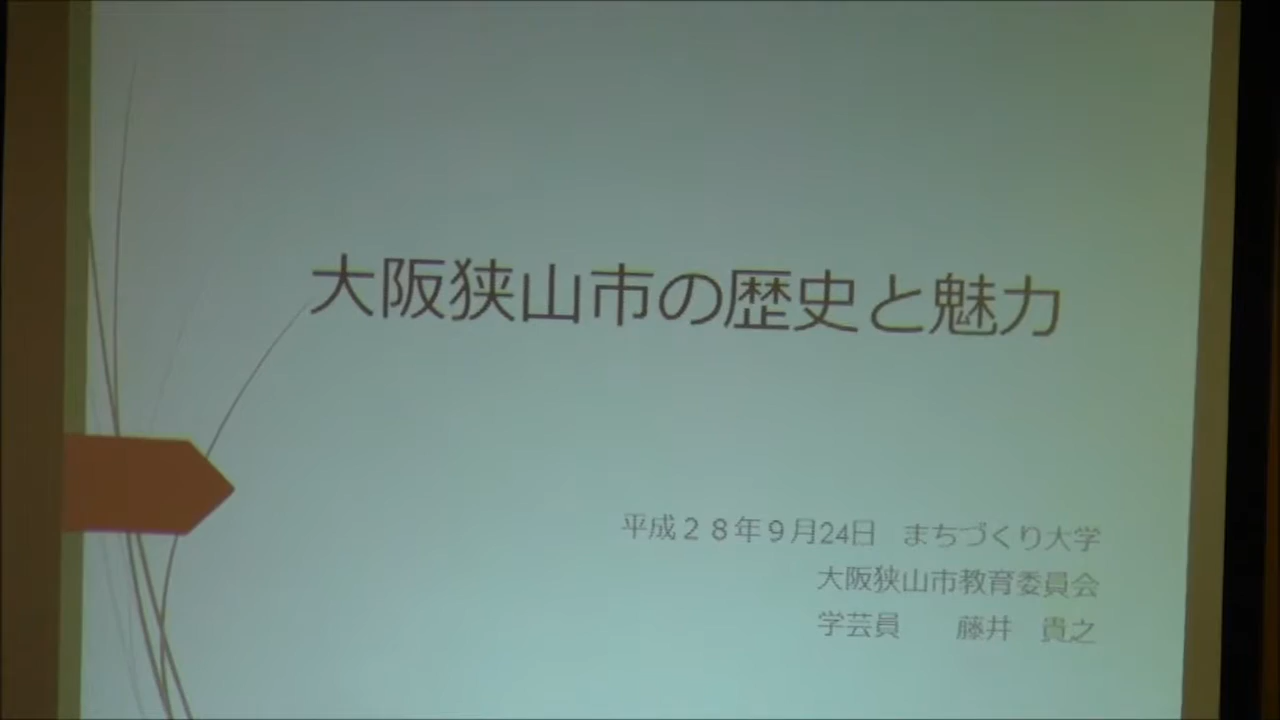 大阪狭山市の歴史と魅力
平成２８年９月24日　まちづくり大学
大阪狭山市教育委員会
学芸員　　藤井　貴之